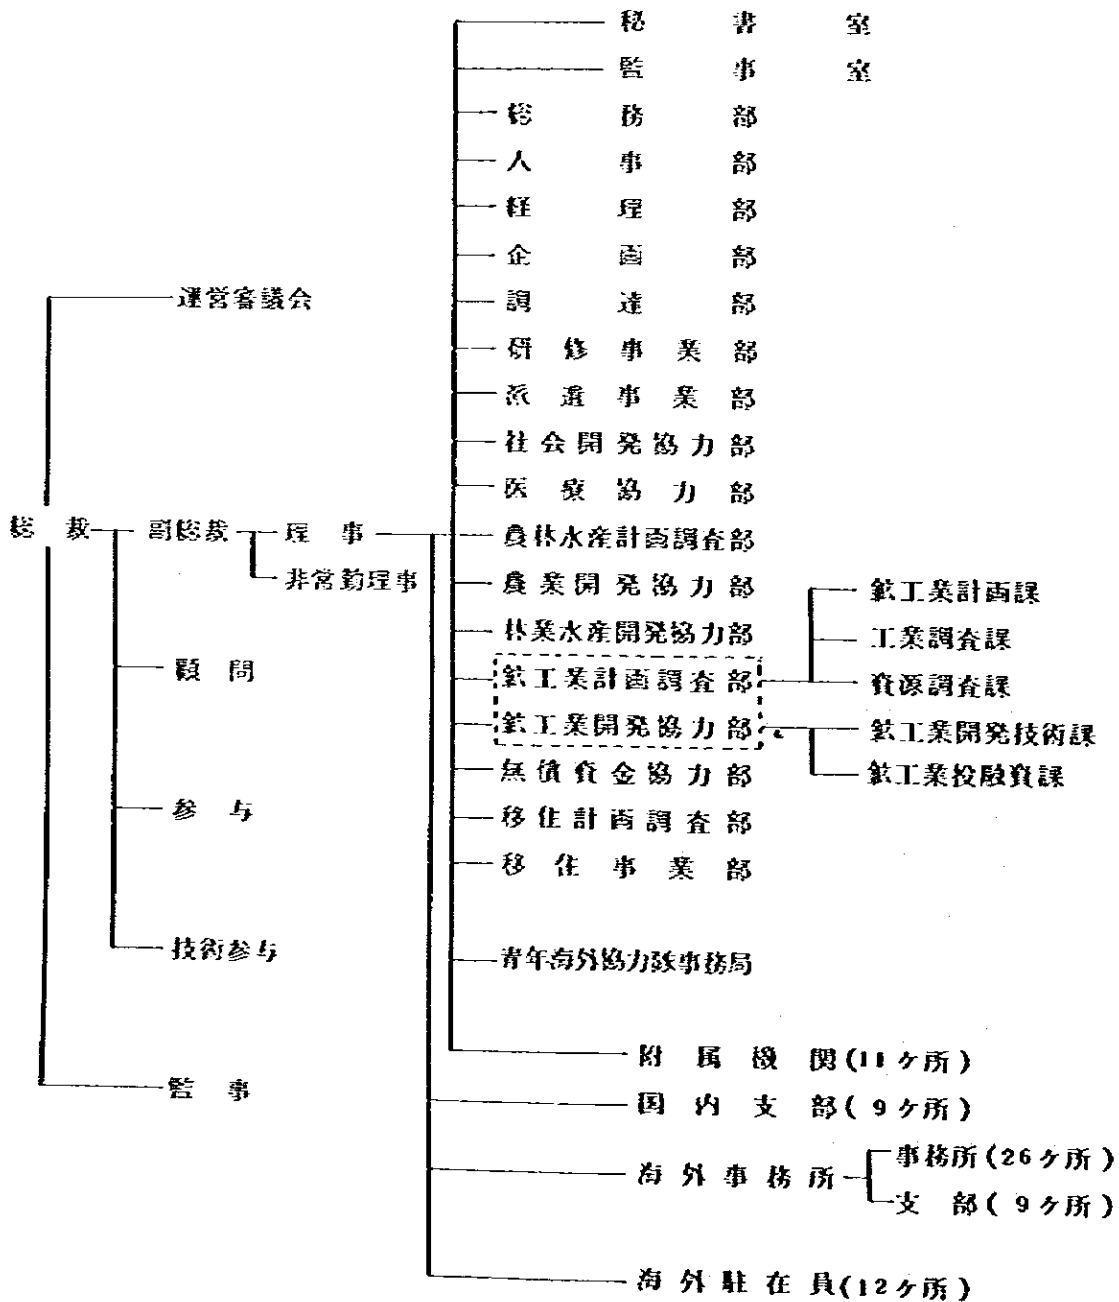 秘書室
監事室
総務部
人事部
経理部
企画部
調達部
運営審議会
研修事業部
派遣事業部
社会開発協力部
医療協力部
総裁 副総裁 理事 農林水産計画調査部
非常勤理事 農業開発協力部 鉱工業計画課
林業水産開発協力部 工業調査課
顧問 鉱工業計画調査部 資源調査課
鉱工業開発協力部 鉱工業開発技術課
無償資金協力部 鉱工業投融資課
参与 移住計画調査部
移住事業部
技術参与 青年海外協力隊事務局
附属機関(11ケ所)
監事 国内支部(9ケ所)
事務所(26ケ所)
海外事務所
支部(9ケ所)
海外駐在員(12ケ所)